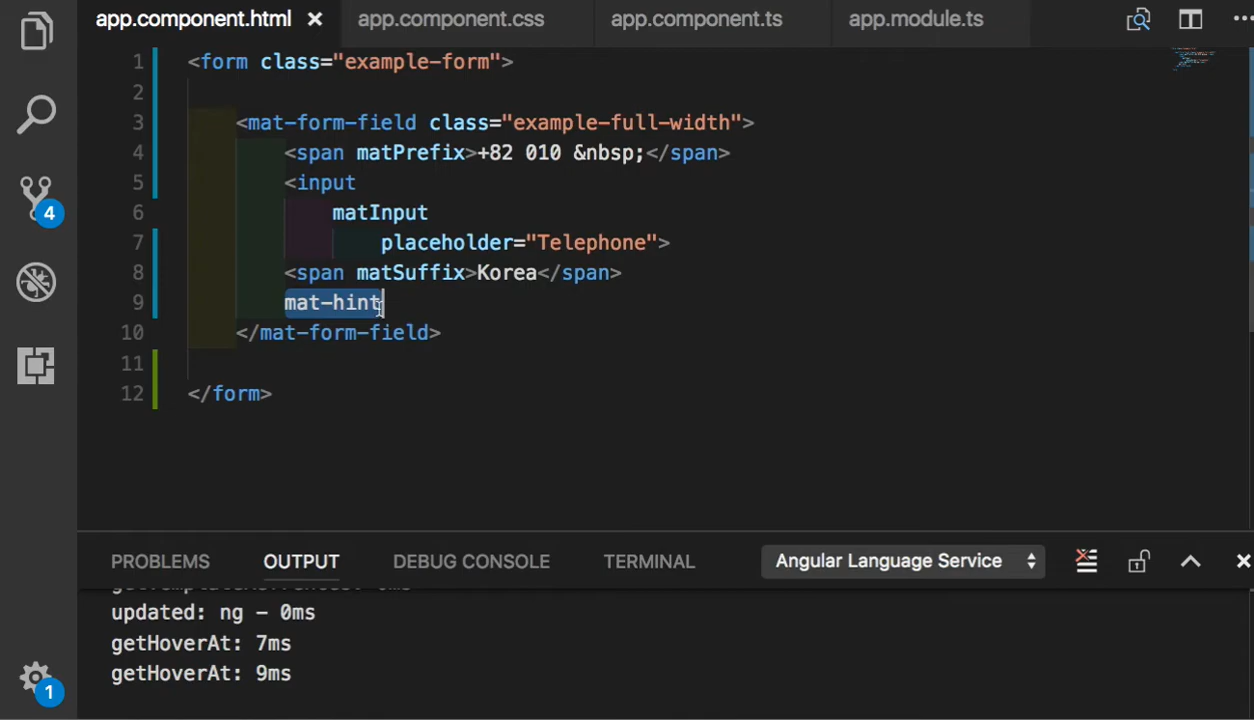 app.component.html app.component.css app.component.ts app.module.ts
1 <form class="example-form">
2
3 <mat-form-field class="example-full-width">
4 <span matPrefix>+82 010 &nbsp;</span>
5 <input
6 matInput
7 placeholder="Telephone">
8 <span matSuffix>Korea</span>
9 mat-hint
10 </mat-form-field>
11
12 </form>
4
PROBLEMS OUTPUT DEBUG CONSOLE TERMINAL Angular Language Service
updated: ng - 0ms
getHoverAt: 7ms
getHoverAt: 9ms
1